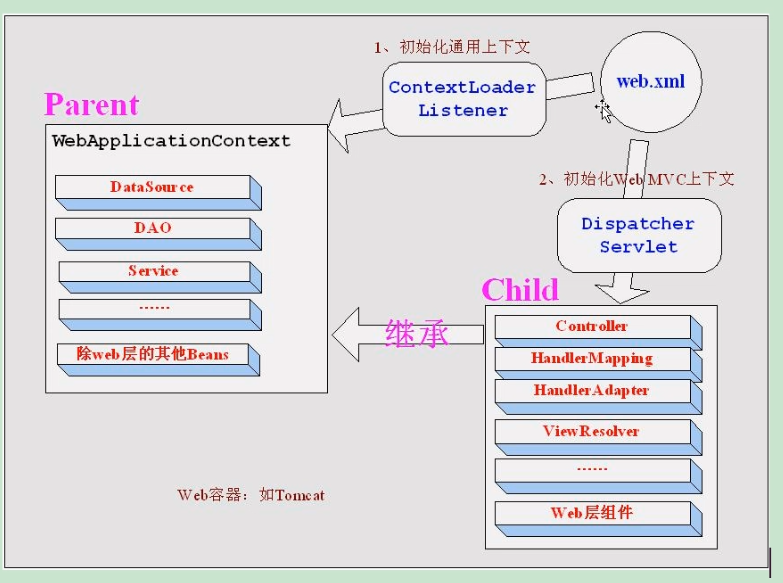 1、初始化通用上下文
ContextLoader
Listener
web.xml
Parent
WebApplicationContext
DataSource
DAO
Service
······
除web层的其他Beans
2、初始化Web MVC上下文
Dispatcher
Servlet
Child
继承
Controller
HandlerMapping
HandlerAdapter
ViewResolver
······
Web层组件
Web容器：如Tomcat